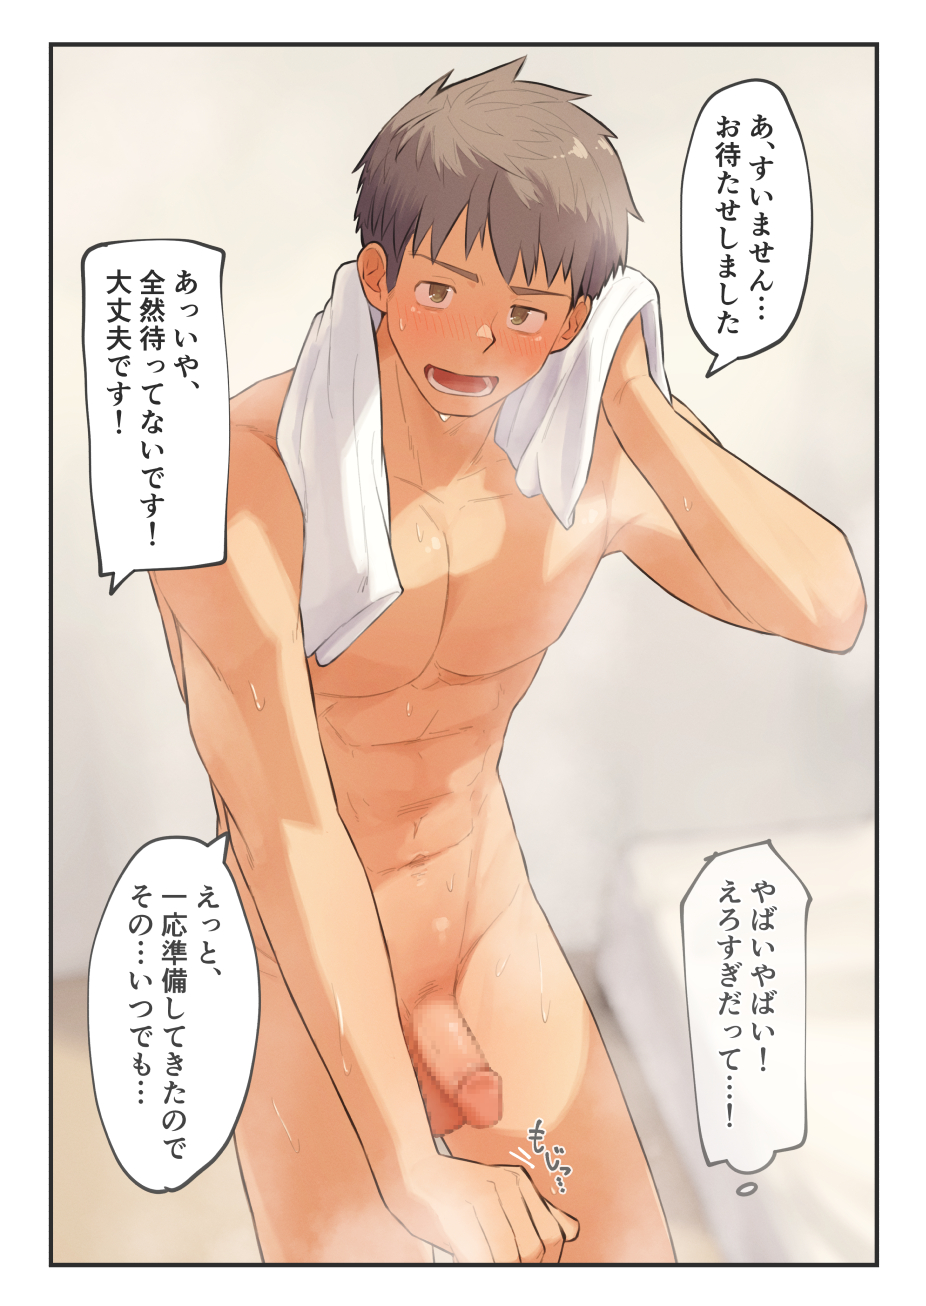 あ、すいません…
お待たせしました
あっいや、
全然待ってないです！
大丈夫です！
えっと、
一応準備してきたので
その…いつでも…
やばいやばい！
えろすぎだって…！
もじっ…